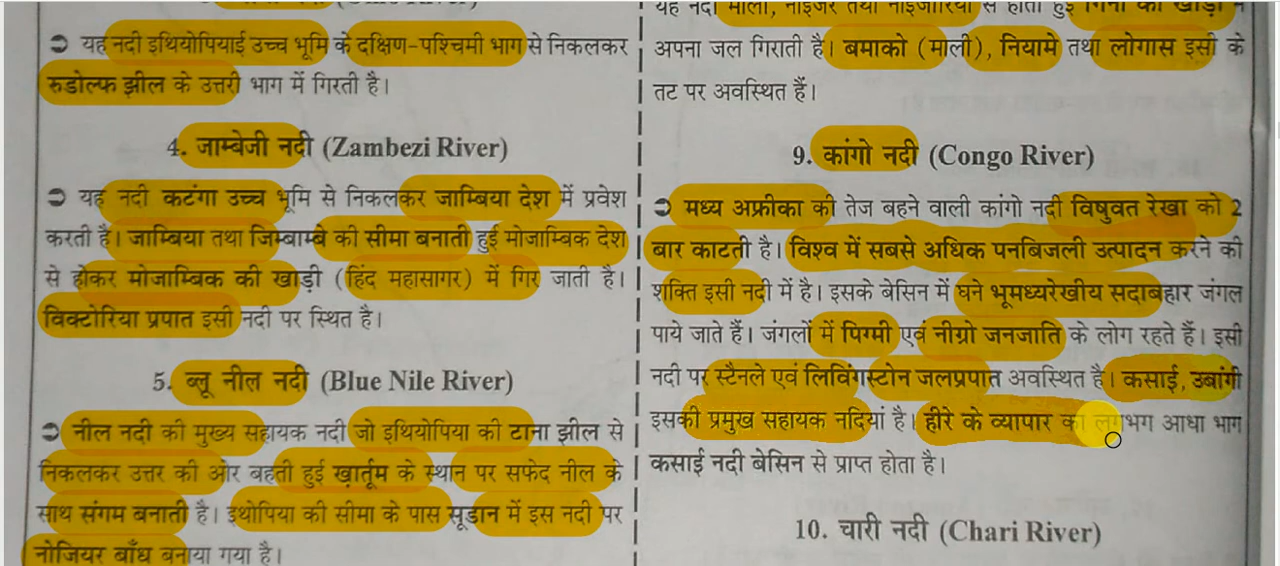 ➲ यह नदी इथियोपियाई उच्च भूमि के दक्षिण-पश्चिमी भाग से निकलकर
रुडोल्फ झील के उत्तरी भाग में गिरती है।
4. जाम्बेजी नदी (Zambezi River)
➲ यह नदी कटंगा उच्च भूमि से निकलकर जाम्बिया देश में प्रवेश
करती है। जाम्बिया तथा जिम्बाम्बे की सीमा बनाती हुई मोजाम्बिक देश
से होकर मोजाम्बिक की खाड़ी (हिंद महासागर) में गिर जाती है।
विक्टोरिया प्रपात इसी नदी पर स्थित है।
5. ब्लू नील नदी (Blue Nile River)
➲ नील नदी की मुख्य सहायक नदी जो इथियोपिया की टाना झील से
निकलकर उत्तर की ओर बहती हुई ख़ार्तूम के स्थान पर सफेद नील के
साथ संगम बनाती है। इथोपिया की सीमा के पास सूडान में इस नदी पर
नोजियर बाँध बनाया गया है।
यह नदी माली, नाइजर तथा नाइजीरिया से होती हुई गिनी की खाड़ी में
अपना जल गिराती है। बमाको (माली), नियामे तथा लोगास इसी के
तट पर अवस्थित हैं।
9. कांगो नदी (Congo River)
➲ मध्य अफ्रीका की तेज बहने वाली कांगो नदी विषुवत रेखा को 2
बार काटती है। विश्व में सबसे अधिक पनबिजली उत्पादन करने की
शक्ति इसी नदी में है। इसके बेसिन में घने भूमध्यरेखीय सदाबहार जंगल
पाये जाते हैं। जंगलों में पिग्मी एवं नीग्रो जनजाति के लोग रहते हैं। इसी
नदी पर स्टैनले एवं लिविंगस्टोन जलप्रपात अवस्थित है। कसाई, उबांगी
इसकी प्रमुख सहायक नदियां है। हीरे के व्यापार का लगभग आधा भाग
कसाई नदी बेसिन से प्राप्त होता है।
10. चारी नदी (Chari River)